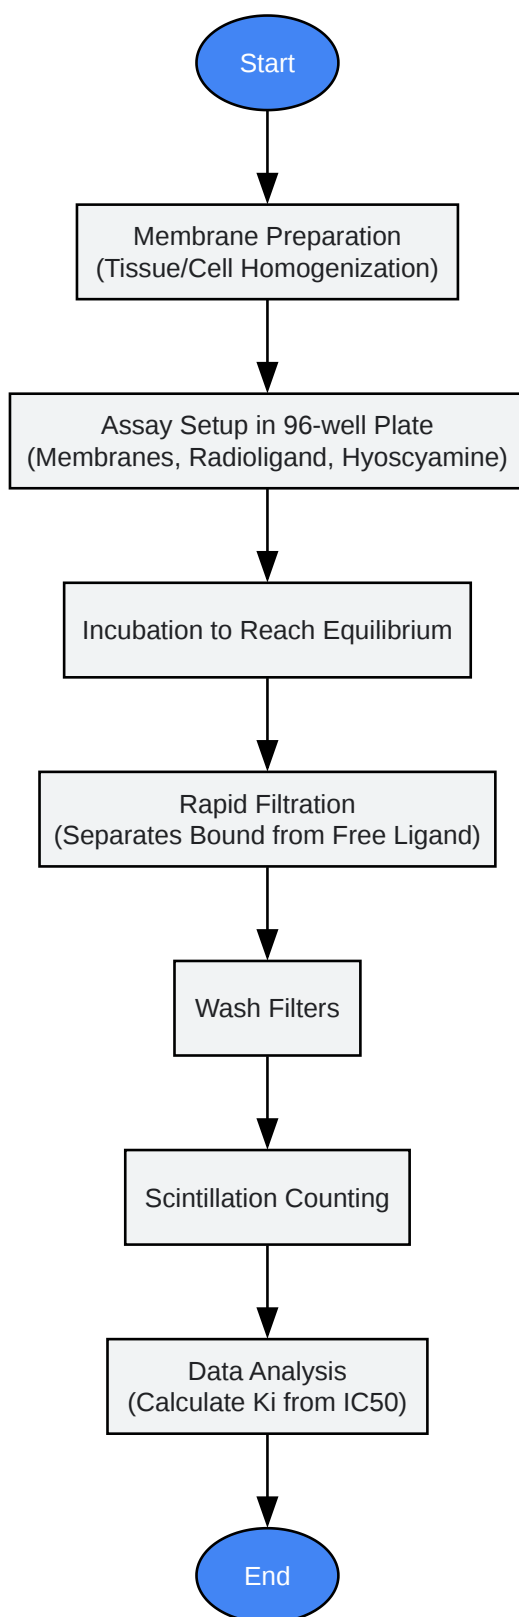 Start
Membrane Preparation
(Tissue/Cell Homogenization)
Assay Setup in 96-well Plate
(Membranes, Radioligand, Hyoscyamine)
Incubation to Reach Equilibrium
Rapid Filtration
(Separates Bound from Free Ligand)
Wash Filters
Scintillation Counting
Data Analysis
(Calculate Ki from IC50)
End